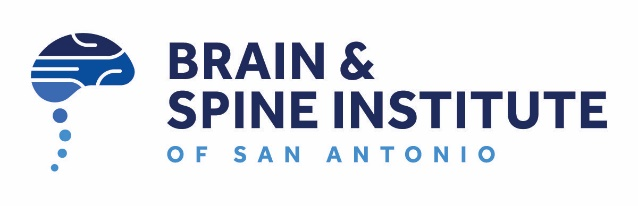 BRAIN &
SPINE INSTITUTE
OF SAN ANTONIO